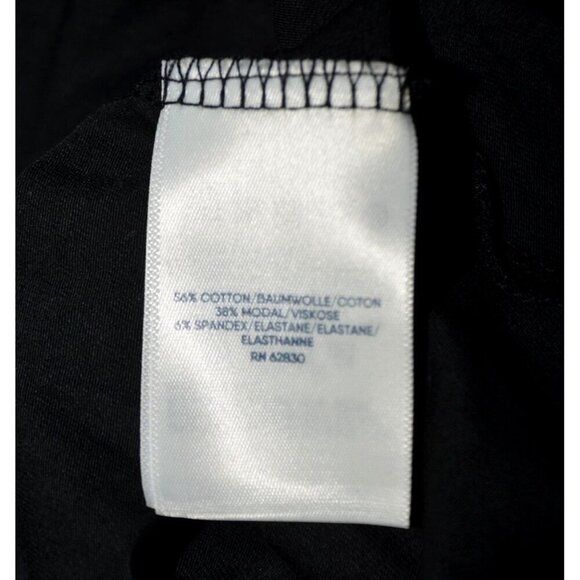 56% COTTON/BAUMWOLLE/COTON
38% MODAL/VISKOSE
6% SPANDEX/ELASTANE/ELASTANE/
ELASTHANNE
RN 62830